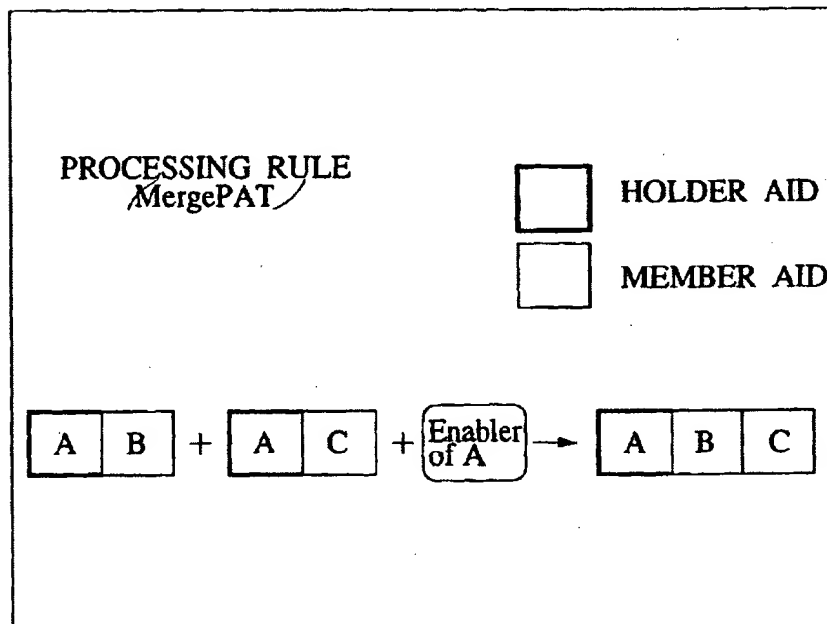 PROCESSING RULE
MergePAT
HOLDER AID
MEMBER AID
A B + A C + Enabler of A → A B C